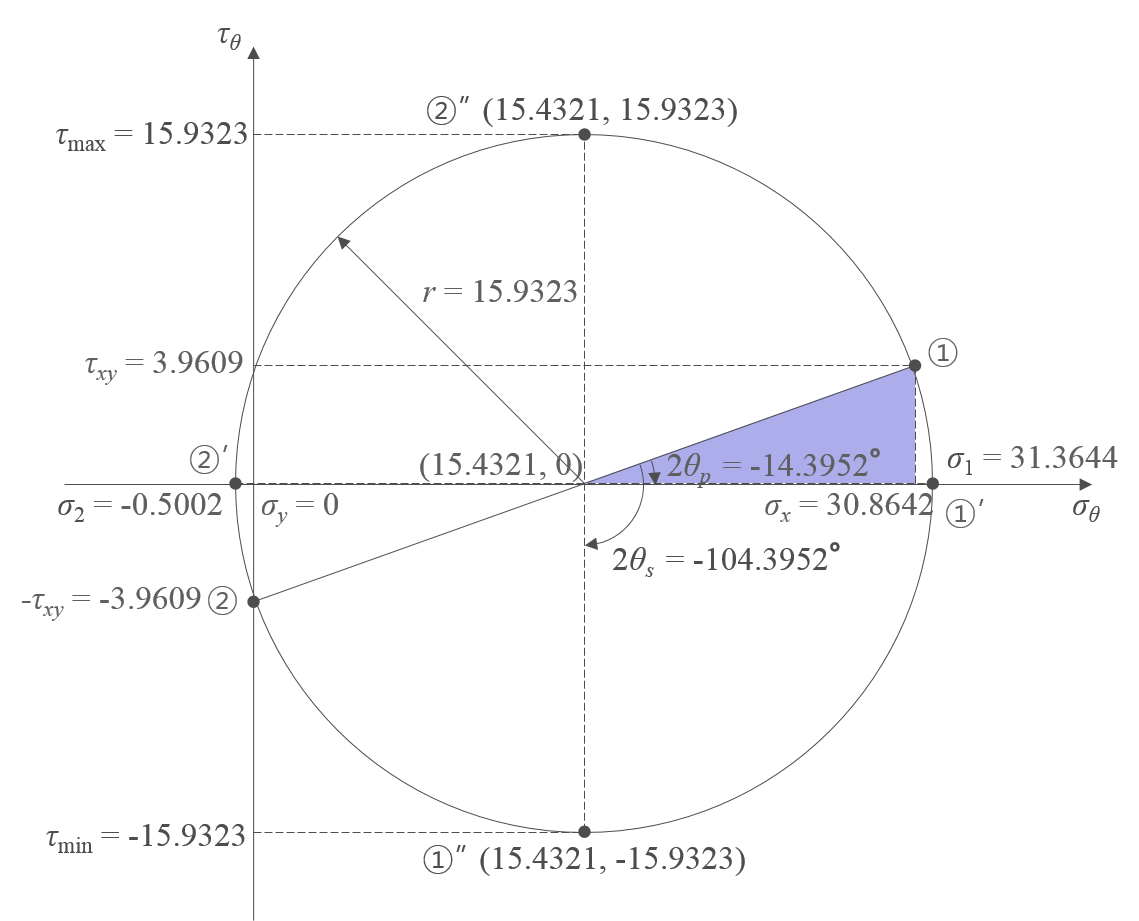 τθ
②″ (15.4321, 15.9323)
τmax = 15.9323
r = 15.9323
τxy = 3.9609
①
②′
(15.4321, 0)
2θp = -14.3952°
σ1 = 31.3644
σ2 = -0.5002
σy = 0
σx = 30.8642
①′
σθ
2θs = -104.3952°
-τxy = -3.9609 ②
τmin = -15.9323
①″ (15.4321, -15.9323)